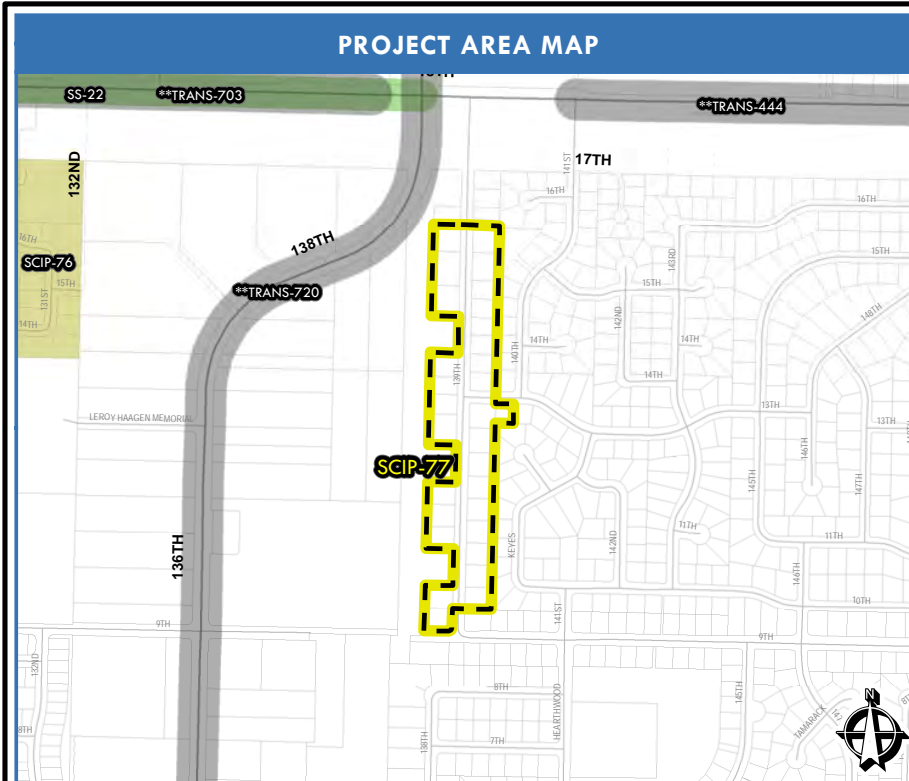 PROJECT AREA MAP
SS-22
**TRANS-703
**TRANS-444
132ND
141ST
17TH
16TH
16TH
138TH
16TH
SCIP-76
15TH
131ST
14TH
**TRANS-720
143RD
15TH
15TH
142ND
148TH
140TH
14TH
14TH
139TH
14TH
13TH
13TH
LEROY HAAGEN MEMORIAL
SCIP-77
146TH
145TH
147TH
KEYES
142ND
11TH
11TH
136TH
146TH
10TH
141ST
9TH
9TH
132ND
8TH
HEARTHWOOD
145TH
TAMARACK
147
8TH
138TH
7TH
N